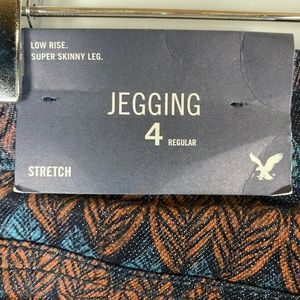 LOW RISE.
SUPER SKINNY LEG.
JEGGING
4 REGULAR
STRETCH